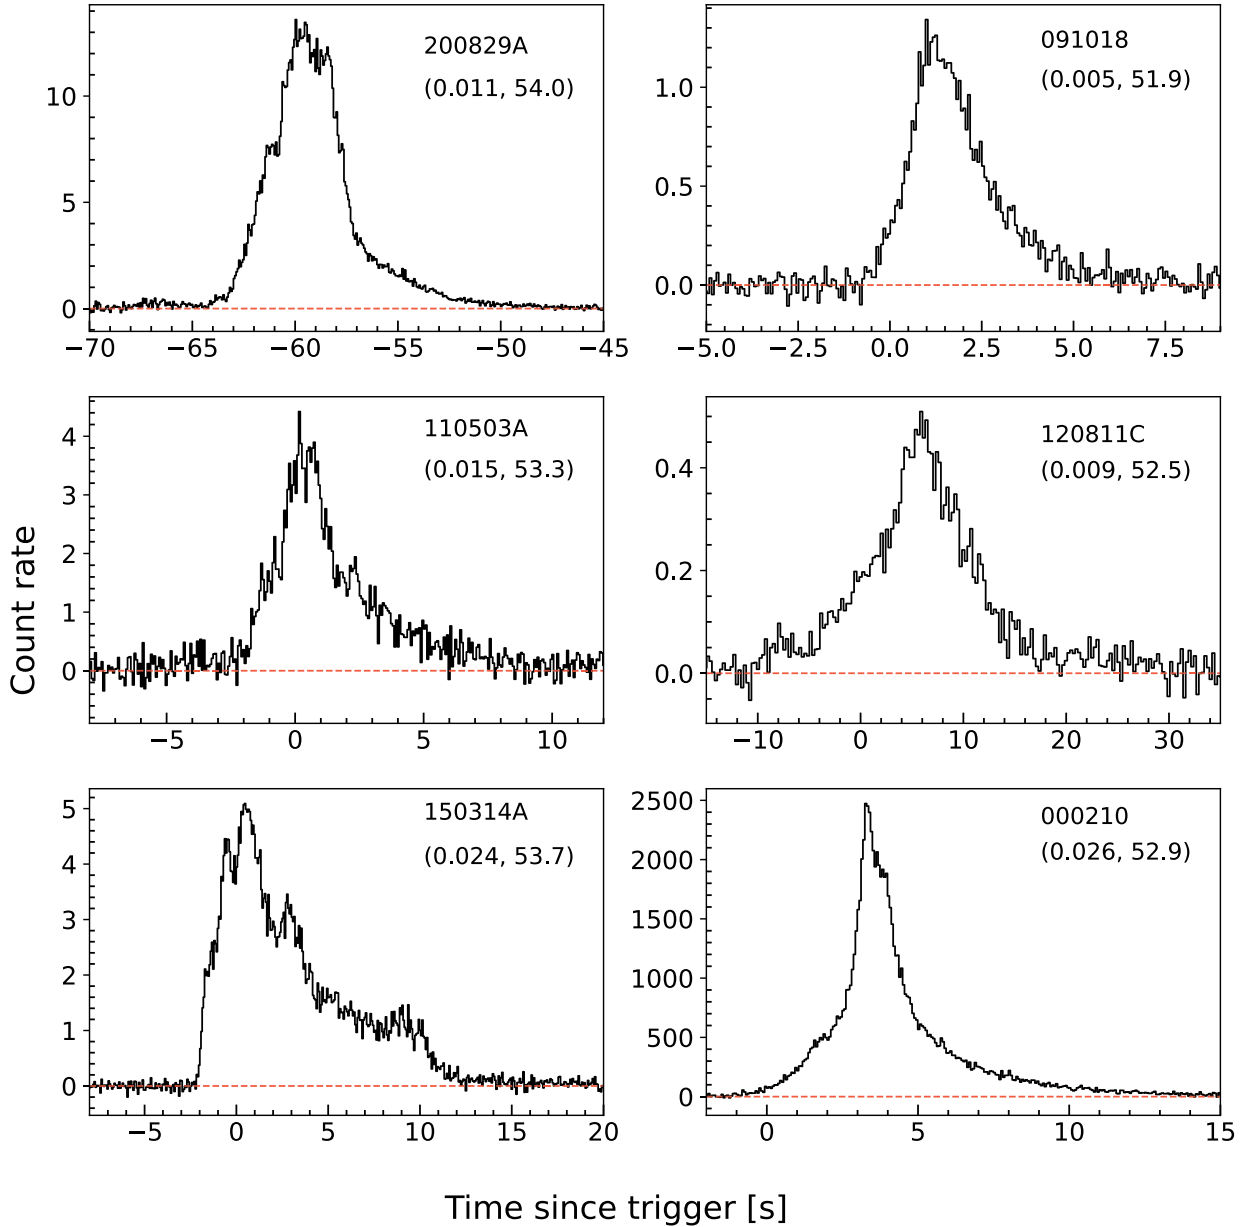 200829A
(0.011, 54.0)
10
5
0
−70 −65 −60 −55 −50 −45
091018
(0.005, 51.9)
1.0
0.5
0.0
−5.0 −2.5 0.0 2.5 5.0 7.5
110503A
(0.015, 53.3)
4
3
2
1
0
−5 0 5 10
120811C
(0.009, 52.5)
0.4
0.2
0.0
−10 0 10 20 30
150314A
(0.024, 53.7)
5
4
3
2
1
0
−5 0 5 10 15 20
000210
(0.026, 52.9)
2500
2000
1500
1000
500
0
0 5 10 15
Count rate
Time since trigger [s]